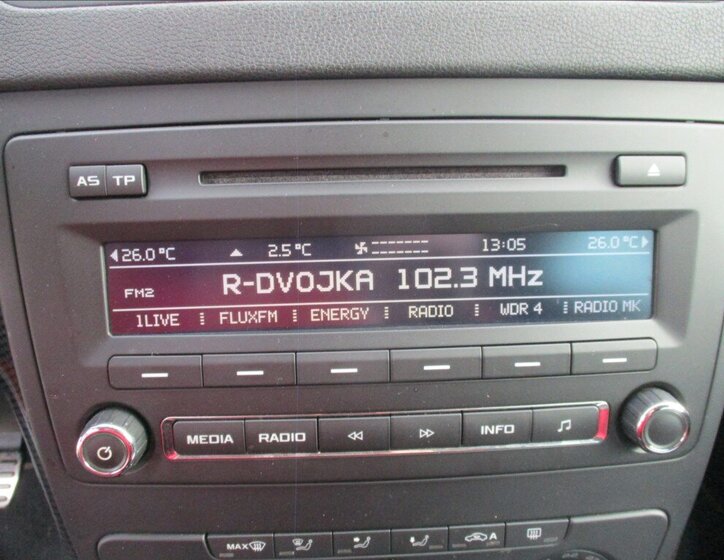 AS TP
26.0°C 2.5°C 13:05 26.0°C
FM2 R-DVOJKA 102.3 MHz
1LIVE FLUXFM ENERGY RADIO WDR 4 RADIO MK
MEDIA RADIO INFO
MAX A